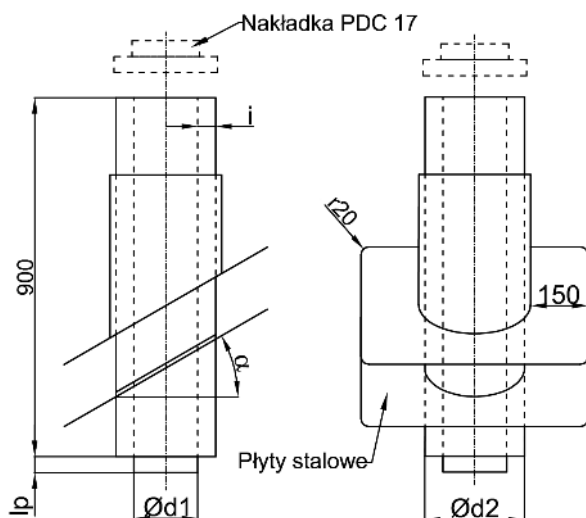 Nakładka PDC 17
i
r20
900
150
α
Płyty stalowe
lp
Ød1
Ød2